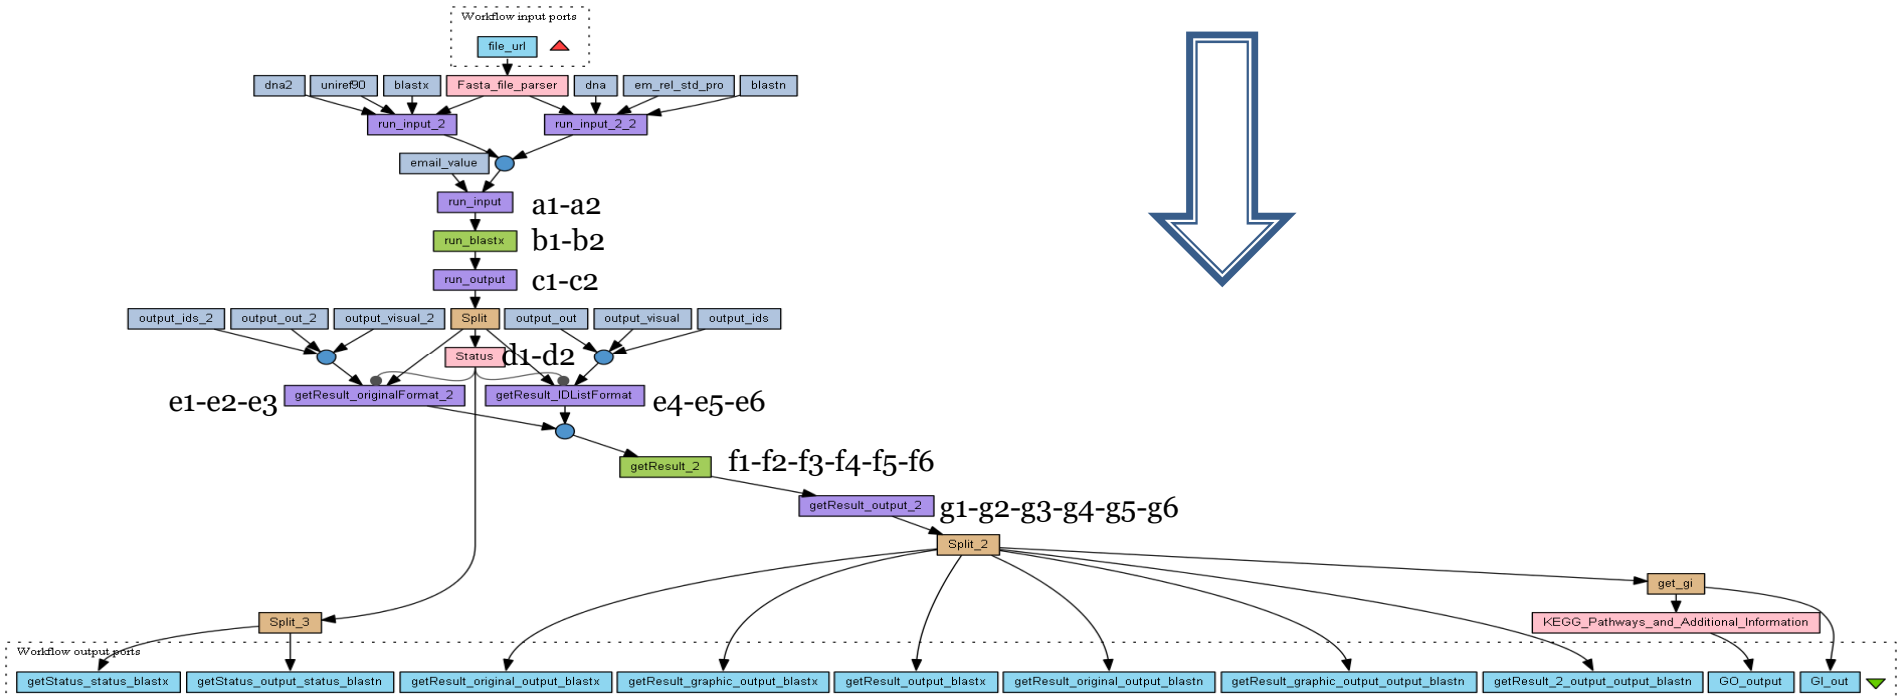 Workflow input ports
file_url
dna2 uniref90 blastx Fasta_file_parser dna em_rel_std_pro blastn
run_input_2 run_input_2_2
email_value
run_input a1-a2
run_blastx b1-b2
run_output c1-c2
output_ids_2 output_out_2 output_visual_2 Split output_out output_visual output_ids
Status d1-d2
e1-e2-e3 getResult_originalFormat_2 getResult_IDListFormat e4-e5-e6
getResult_2 f1-f2-f3-f4-f5-f6
getResult_output_2 g1-g2-g3-g4-g5-g6
Split_2
get_gi
Split_3 KEGG_Pathways_and_Additional_Information
Workflow output ports
getStatus_status_blastx getStatus_output_status_blastn getResult_original_output_blastx getResult_graphic_output_blastx getResult_output_blastx getResult_original_output_blastn getResult_graphic_output_output_blastn getResult_2_output_output_blastn GO_output GI_out